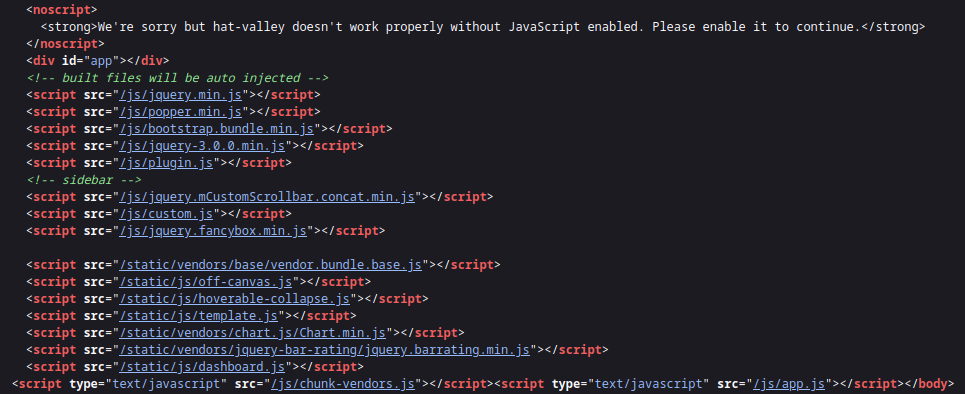 <noscript>
<strong>We're sorry but hat-valley doesn't work properly without JavaScript enabled. Please enable it to continue.</strong>
</noscript>
<div id="app"></div>
<!-- built files will be auto injected -->
<script src="/js/jquery.min.js"></script>
<script src="/js/popper.min.js"></script>
<script src="/js/bootstrap.bundle.min.js"></script>
<script src="/js/jquery-3.0.0.min.js"></script>
<script src="/js/plugin.js"></script>
<!-- sidebar -->
<script src="/js/jquery.mCustomScrollbar.concat.min.js"></script>
<script src="/js/custom.js"></script>
<script src="/js/jquery.fancybox.min.js"></script>
<script src="/static/vendors/base/vendor.bundle.base.js"></script>
<script src="/static/js/off-canvas.js"></script>
<script src="/static/js/hoverable-collapse.js"></script>
<script src="/static/js/template.js"></script>
<script src="/static/vendors/chart.js/Chart.min.js"></script>
<script src="/static/vendors/jquery-bar-rating/jquery.barrating.min.js"></script>
<script src="/static/js/dashboard.js"></script>
<script type="text/javascript" src="/js/chunk-vendors.js"></script><script type="text/javascript" src="/js/app.js"></script></body>